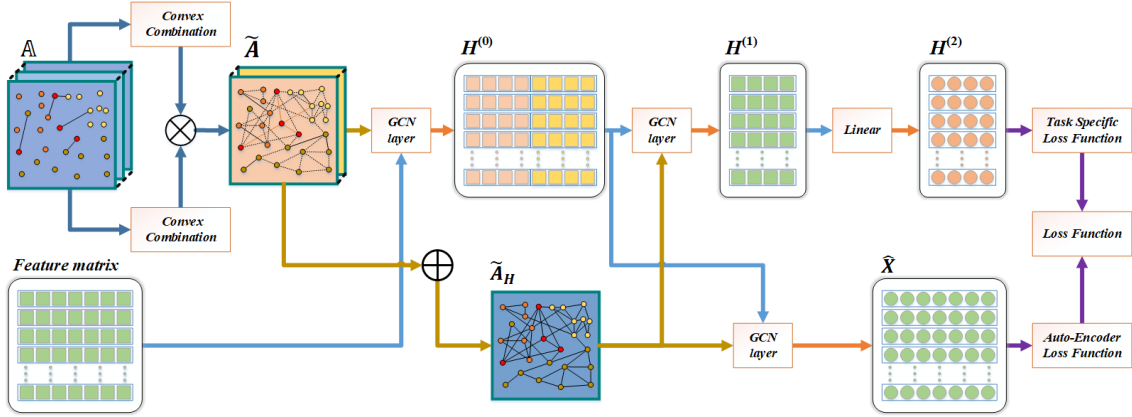 Convex
Combination
𝔸
Ã
H⁽⁰⁾
H⁽¹⁾
H⁽²⁾
GCN
layer
GCN
layer
Linear
Task Specific
Loss Function
Convex
Combination
Loss Function
Feature matrix
Ã_H
X̂
GCN
layer
Auto-Encoder
Loss Function